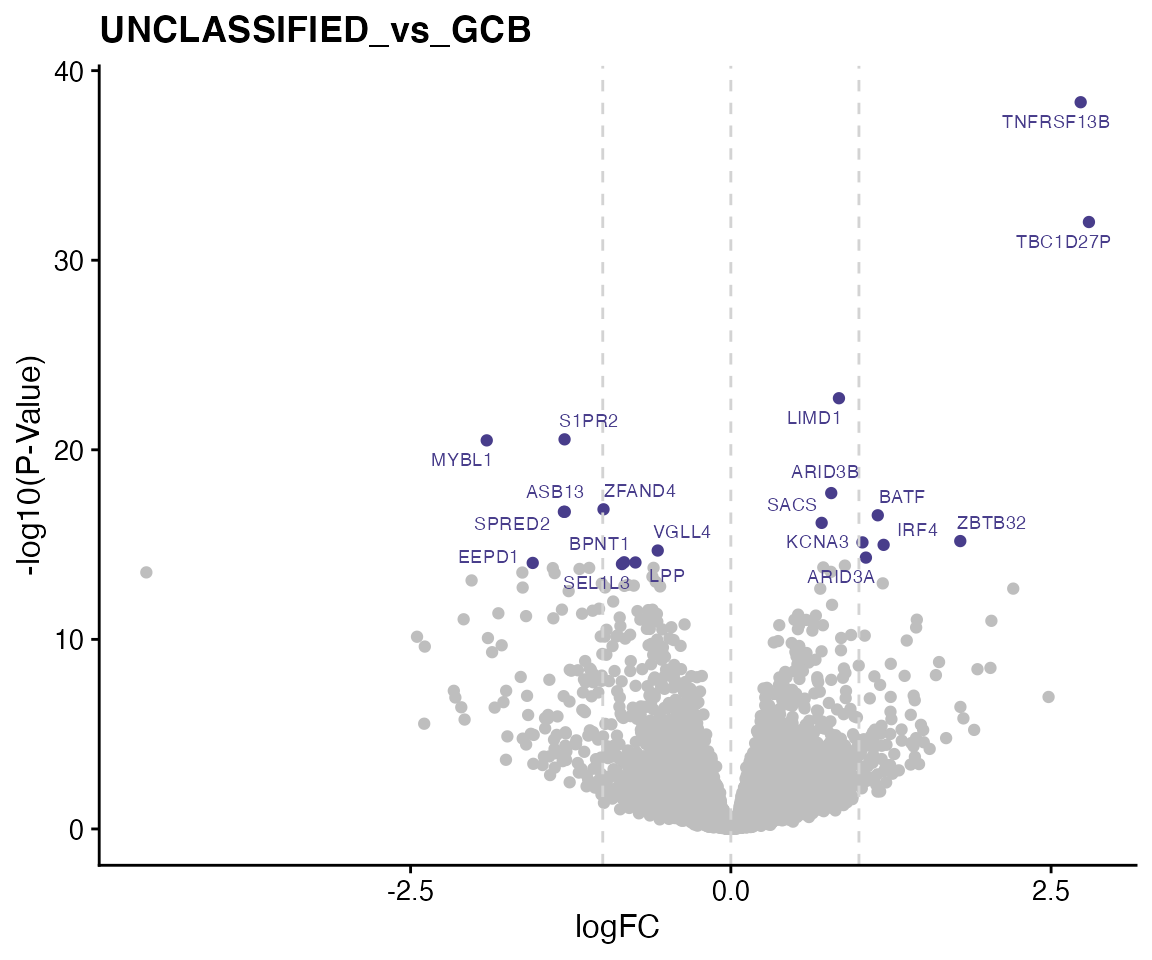 UNCLASSIFIED_vs_GCB
40
TNFRSF13B
TBC1D27P
30
LIMD1
S1PR2
20
MYBL1
ARID3B
ASB13
ZFAND4
BATF
SACS
SPRED2
ZBTB32
IRF4
VGLL4
BPNT1
KCNA3
EEPD1
LPP
ARID3A
SEL1L3
10
0
-log10(P-Value)
-2.5
0.0
2.5
logFC